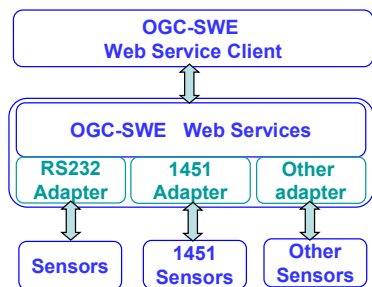 OGC-SWE
Web Service Client
OGC-SWE Web Services
RS232
Adapter
1451
Adapter
Other
adapter
Sensors
1451
Sensors
Other
Sensors